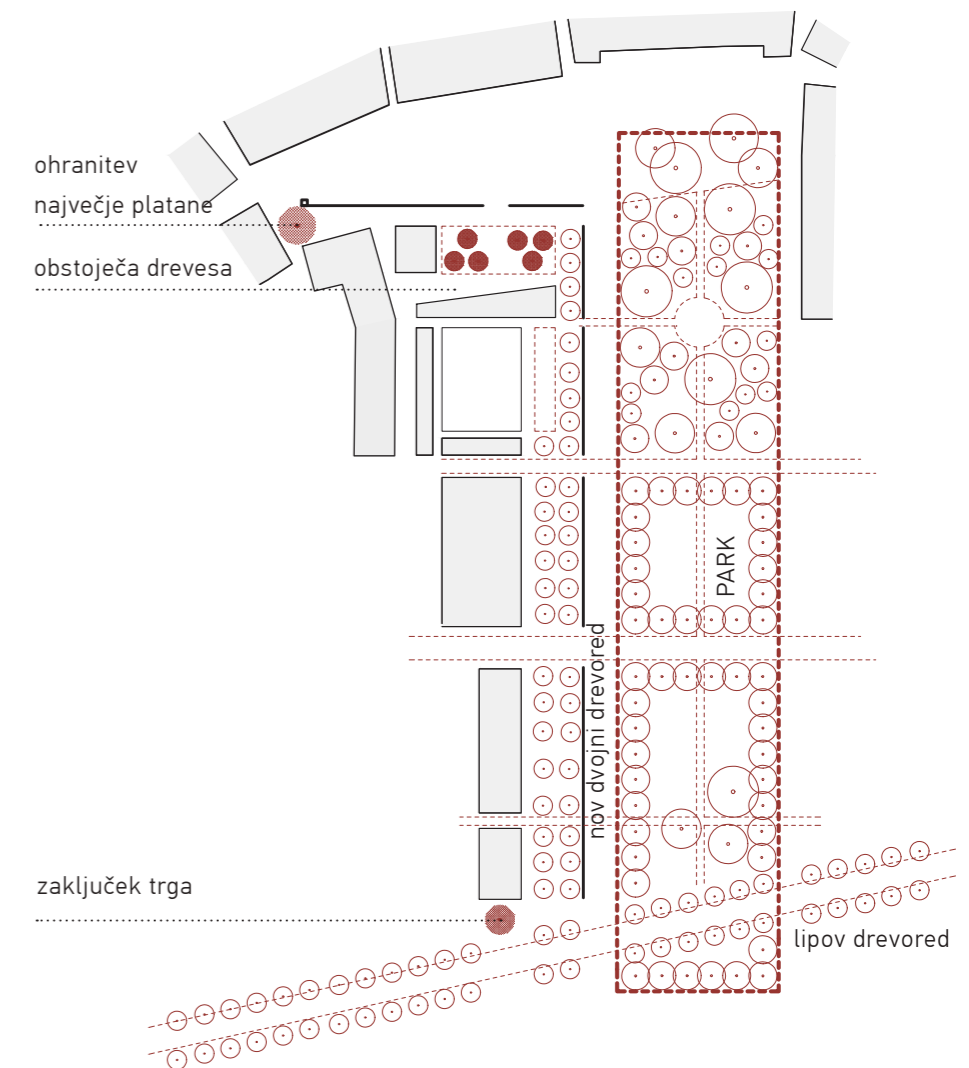 ohranitev
največje platane
obstoječa drevesa
PARK
nov dvojni drevored
zaključek trga
lipov drevored